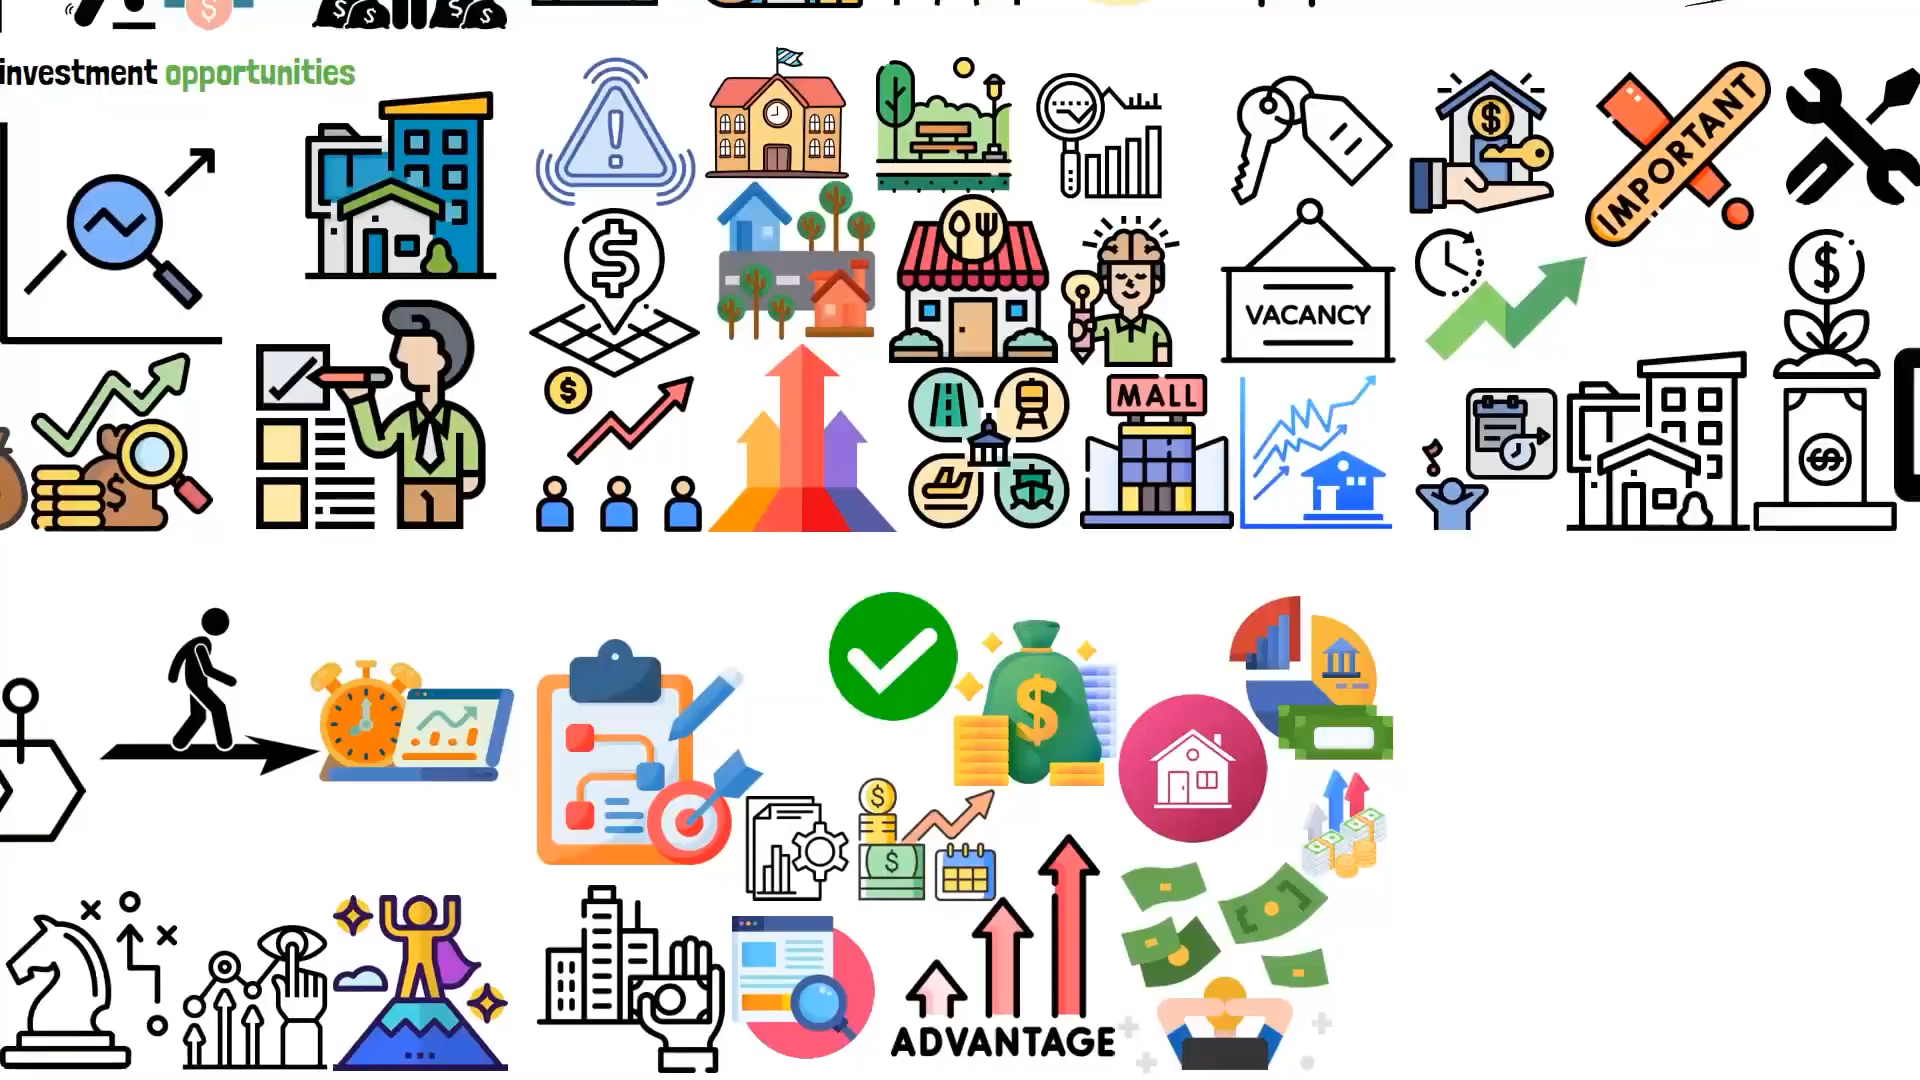 investment opportunities
IMPORTANT
VACANCY
MALL
ADVANTAGE